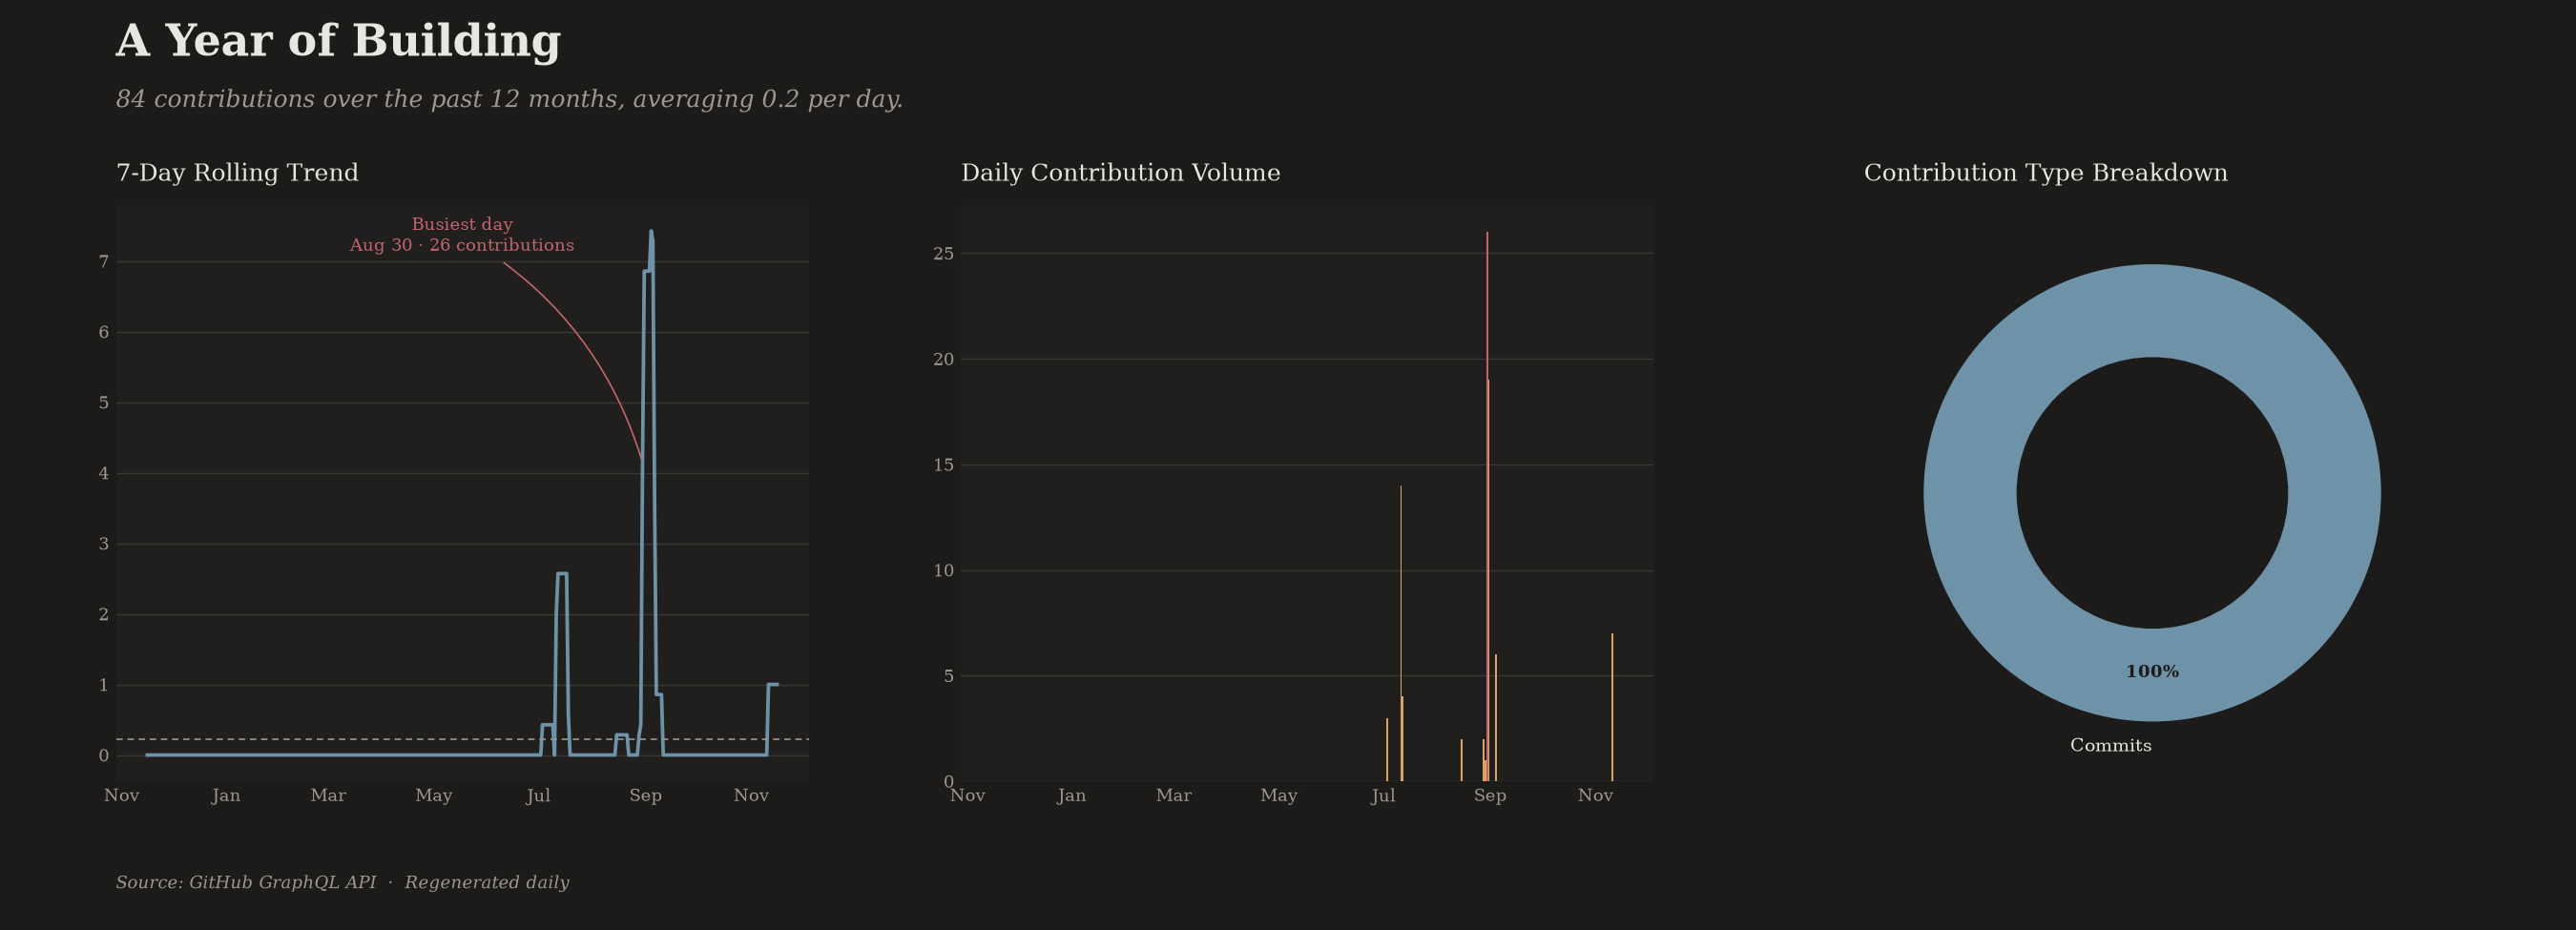 A Year of Building
84 contributions over the past 12 months, averaging 0.2 per day.
7-Day Rolling Trend
Busiest day
Aug 30 · 26 contributions
7
6
5
4
3
2
1
0
Nov Jan Mar May Jul Sep Nov
Daily Contribution Volume
25
20
15
10
5
0
Nov Jan Mar May Jul Sep Nov
Contribution Type Breakdown
100%
Commits
Source: GitHub GraphQL API · Regenerated daily